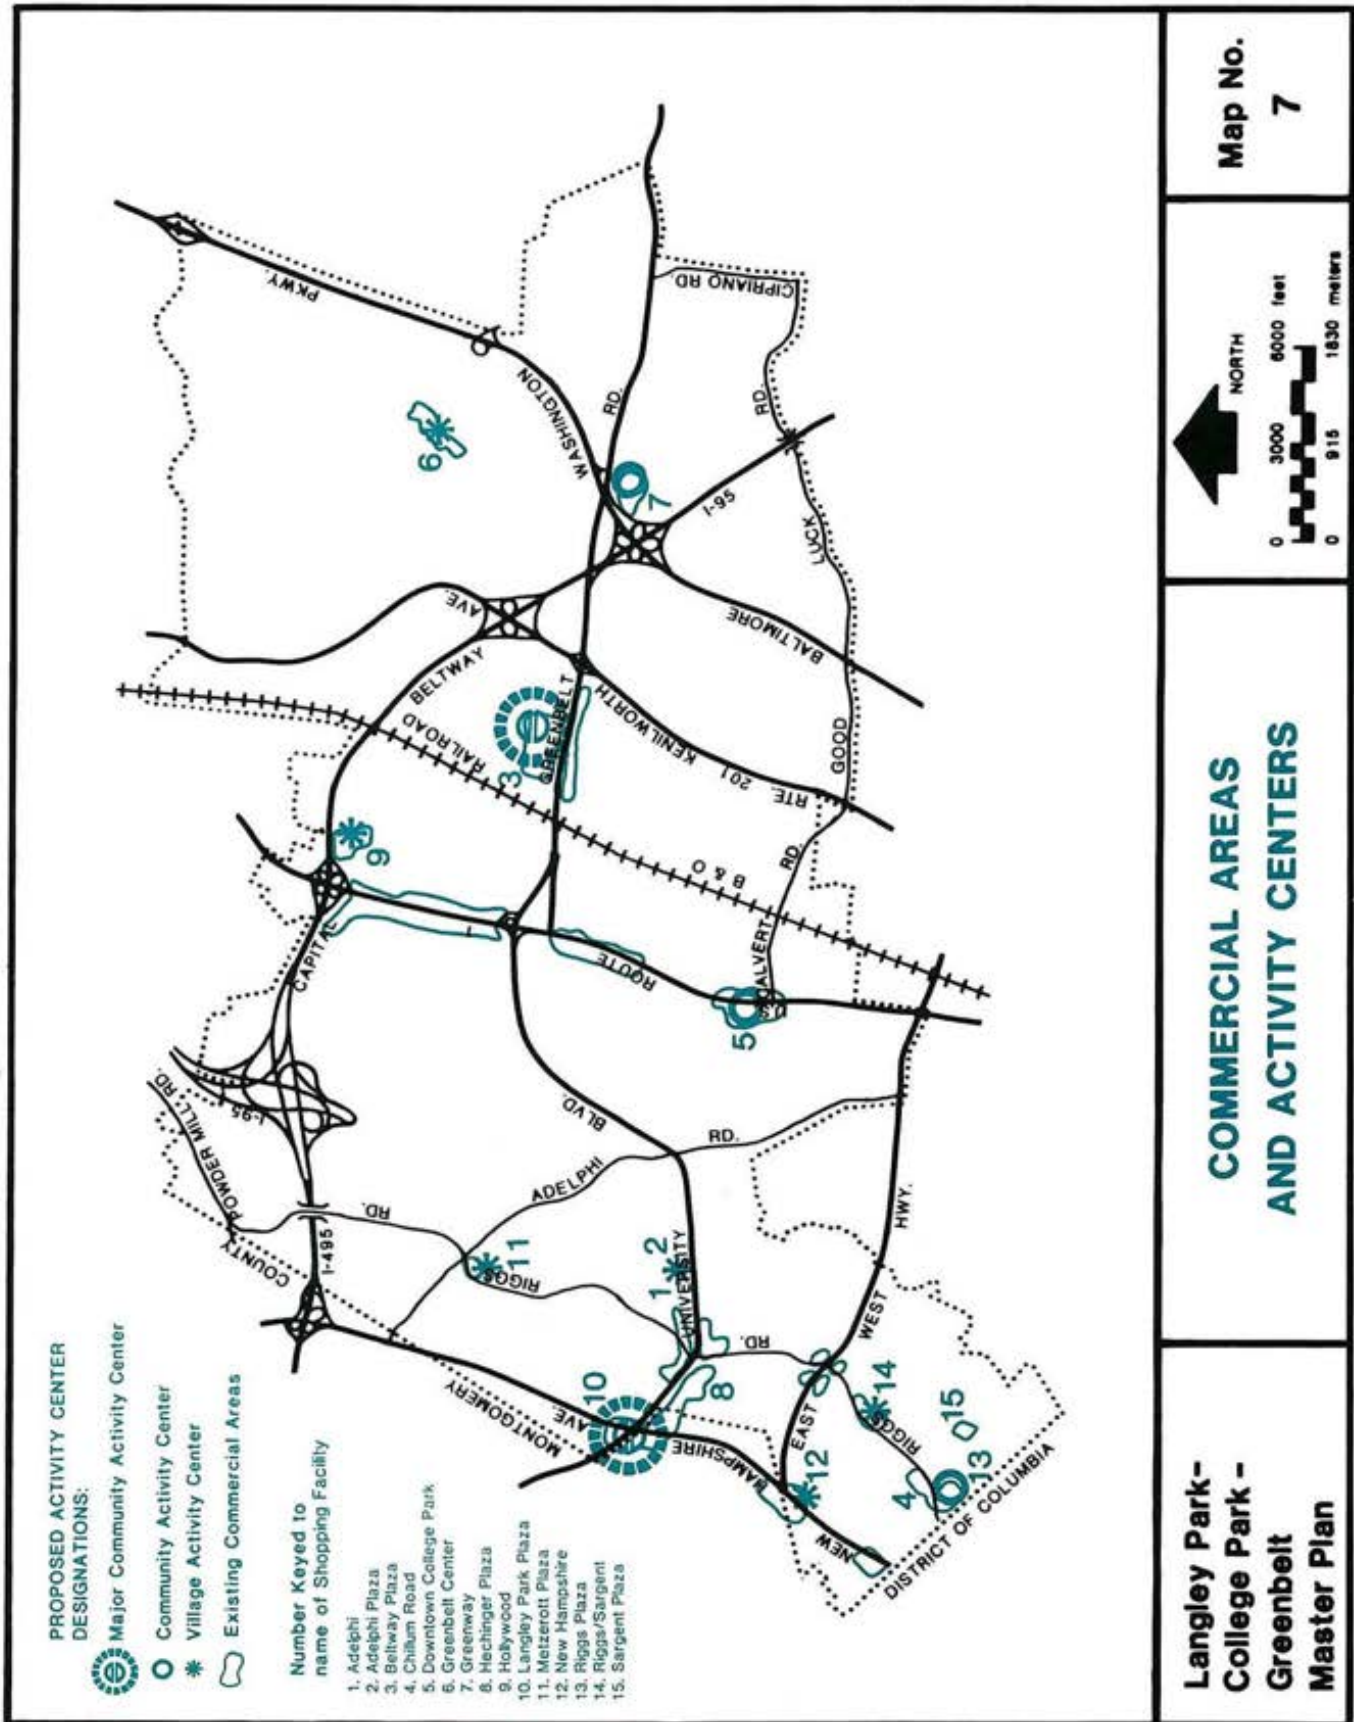 PROPOSED ACTIVITY CENTER
DESIGNATIONS:
Major Community Activity Center
Community Activity Center
Village Activity Center
Existing Commercial Areas
Number Keyed to
name of Shopping Facility
1. Adelphi
2. Adelphi Plaza
3. Beltway Plaza
4. Chillum Road
5. Downtown College Park
6. Greenbelt Center
7. Greenway
8. Hechinger Plaza
9. Hollywood
10. Langley Park Plaza
11. Metzerott Plaza
12. New Hampshire
13. Riggs Plaza
14. Riggs/Sargent
15. Sargent Plaza
POWDER MILL RD.
I-95
COUNTY
I-495
CAPITAL
BELTWAY
AVE.
PKWY.
WASHINGTON
RD.
CIPRIANO RD.
RD.
LUCK
GOOD
I-95
BALTIMORE
KENILWORTH
201
RTE.
GREENBELT
RAILROAD
B & O
RD.
CALVERT
U.S.
ROUTE
1
BLVD.
UNIVERSITY
ADELPHI
RD.
RD.
RIGGS
RD.
MONTGOMERY
AVE.
HAMPSHIRE
NEW
EAST
WEST
HWY.
RIGGS
DISTRICT OF COLUMBIA
1
2
3
4
5
6
7
8
9
10
11
12
13
14
15
Langley Park-
College Park -
Greenbelt
Master Plan
COMMERCIAL AREAS
AND ACTIVITY CENTERS
NORTH
0 3000 6000 feet
0 915 1830 meters
Map No.
7